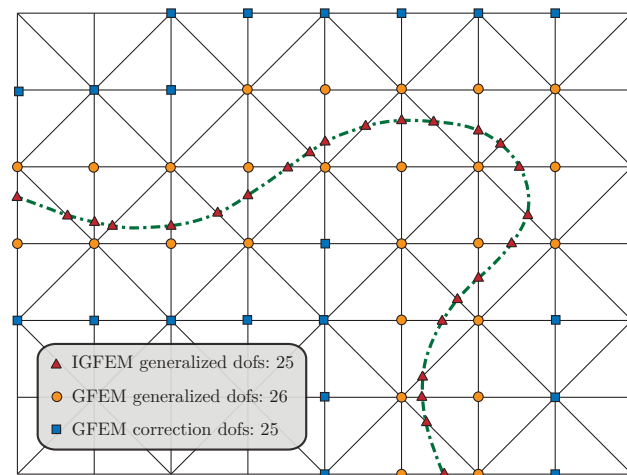 IGFEM generalized dofs: 25
GFEM generalized dofs: 26
GFEM correction dofs: 25